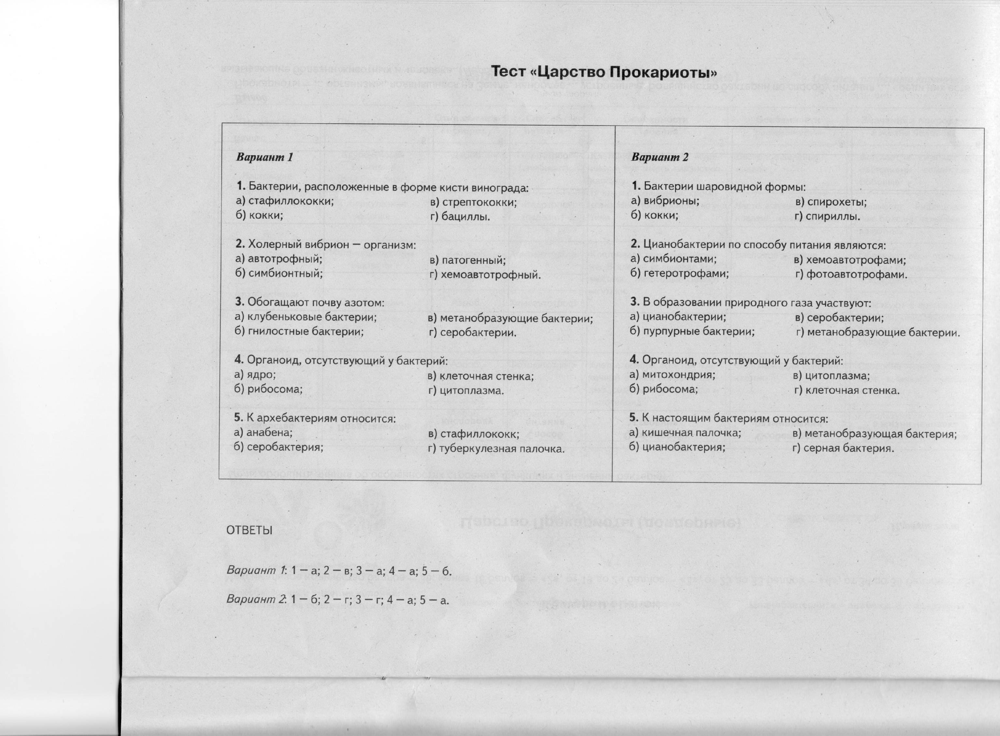 Тест «Царство Прокариоты»
Вариант 1
1. Бактерии, расположенные в форме кисти винограда:
а) стафиллококки; в) стрептококки;
б) кокки; г) бациллы.
2. Холерный вибрион — организм:
а) автотрофный; в) патогенный;
б) симбионтный; г) хемоавтотрофный.
3. Обогащают почву азотом:
а) клубеньковые бактерии; в) метанобразующие бактерии;
б) гнилостные бактерии; г) серобактерии.
4. Органоид, отсутствующий у бактерий:
а) ядро; в) клеточная стенка;
б) рибосома; г) цитоплазма.
5. К архебактериям относится:
а) анабена; в) стафиллококк;
б) серобактерия; г) туберкулезная палочка.
Вариант 2
1. Бактерии шаровидной формы:
а) вибрионы; в) спирохеты;
б) кокки; г) спириллы.
2. Цианобактерии по способу питания являются:
а) симбионтами; в) хемоавтотрофами;
б) гетеротрофами; г) фотоавтотрофами.
3. В образовании природного газа участвуют:
а) цианобактерии; в) серобактерии;
б) пурпурные бактерии; г) метанобразующие бактерии.
4. Органоид, отсутствующий у бактерий:
а) митохондрия; в) цитоплазма;
б) рибосома; г) клеточная стенка.
5. К настоящим бактериям относится:
а) кишечная палочка; в) метанобразующая бактерия;
б) цианобактерия; г) серная бактерия.
ОТВЕТЫ
Вариант 1: 1 — а; 2 — в; 3 — а; 4 — а; 5 — б.
Вариант 2: 1 — б; 2 — г; 3 — г; 4 — а; 5 — а.